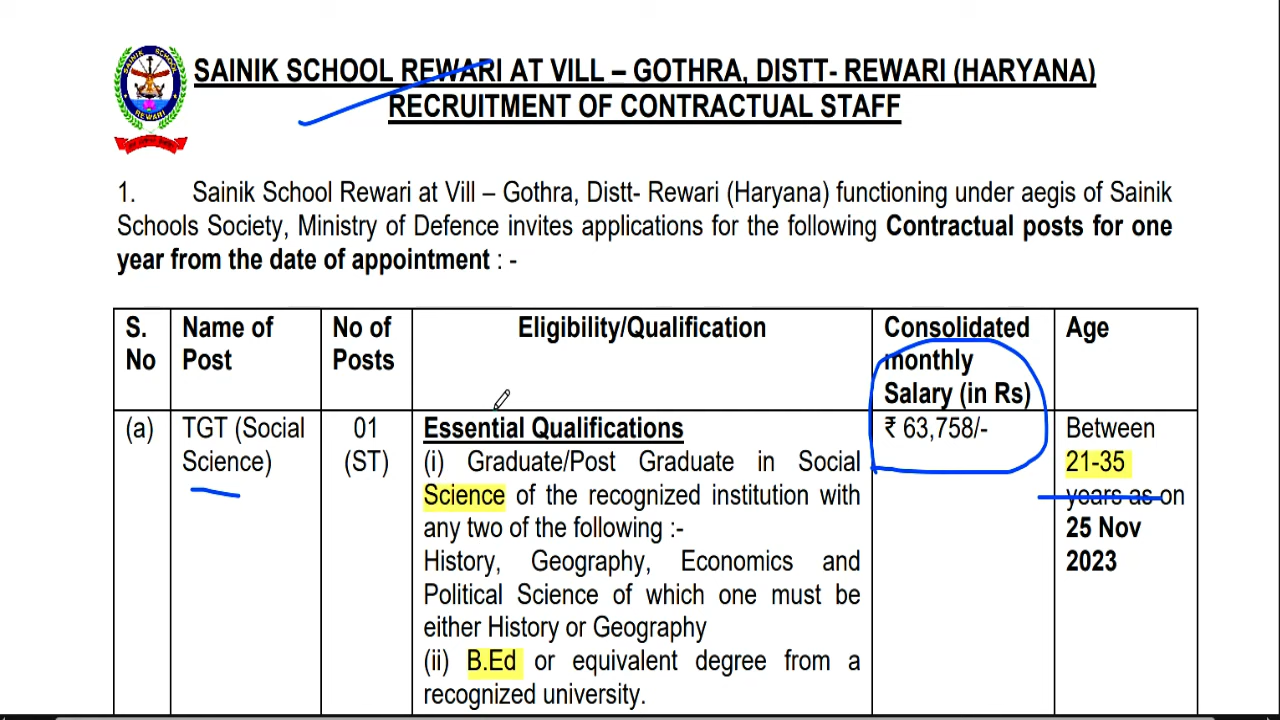 SAINIK SCHOOL REWARI AT VILL – GOTHRA, DISTT- REWARI (HARYANA)
RECRUITMENT OF CONTRACTUAL STAFF
SAINIK SCHOOL
REWARI
1. Sainik School Rewari at Vill – Gothra, Distt- Rewari (Haryana) functioning under aegis of Sainik
Schools Society, Ministry of Defence invites applications for the following Contractual posts for one
year from the date of appointment : -
S. No
Name of Post
No of Posts
Eligibility/Qualification
Consolidated
monthly
Salary (in Rs)
Age
(a)
TGT (Social
Science)
01
(ST)
Essential Qualifications
(i) Graduate/Post Graduate in Social
Science of the recognized institution with
any two of the following :-
History, Geography, Economics and
Political Science of which one must be
either History or Geography
(ii) B.Ed or equivalent degree from a
recognized university.
₹ 63,758/-
Between
21-35
years as on
25 Nov
2023